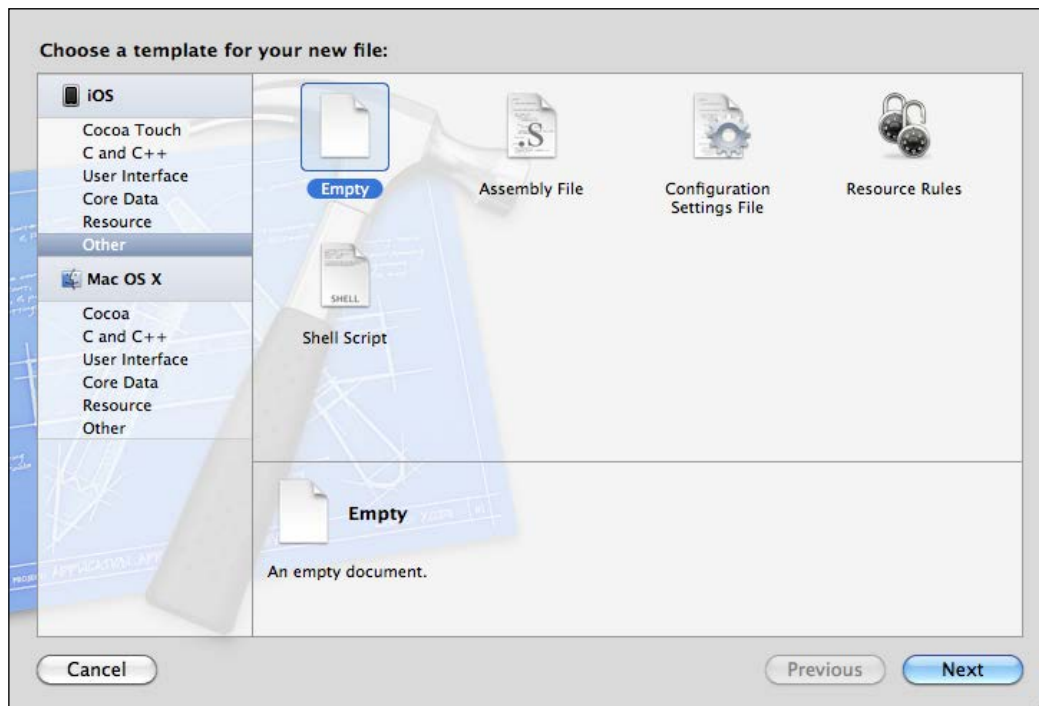 Choose a template for your new file:
iOS
Cocoa Touch
C and C++
User Interface
Core Data
Resource
Other
Mac OS X
Cocoa
C and C++
User Interface
Core Data
Resource
Other
.S
SHELL
Empty
Assembly File
Configuration
Settings File
Resource Rules
Shell Script
Empty
An empty document.
Cancel
Previous
Next